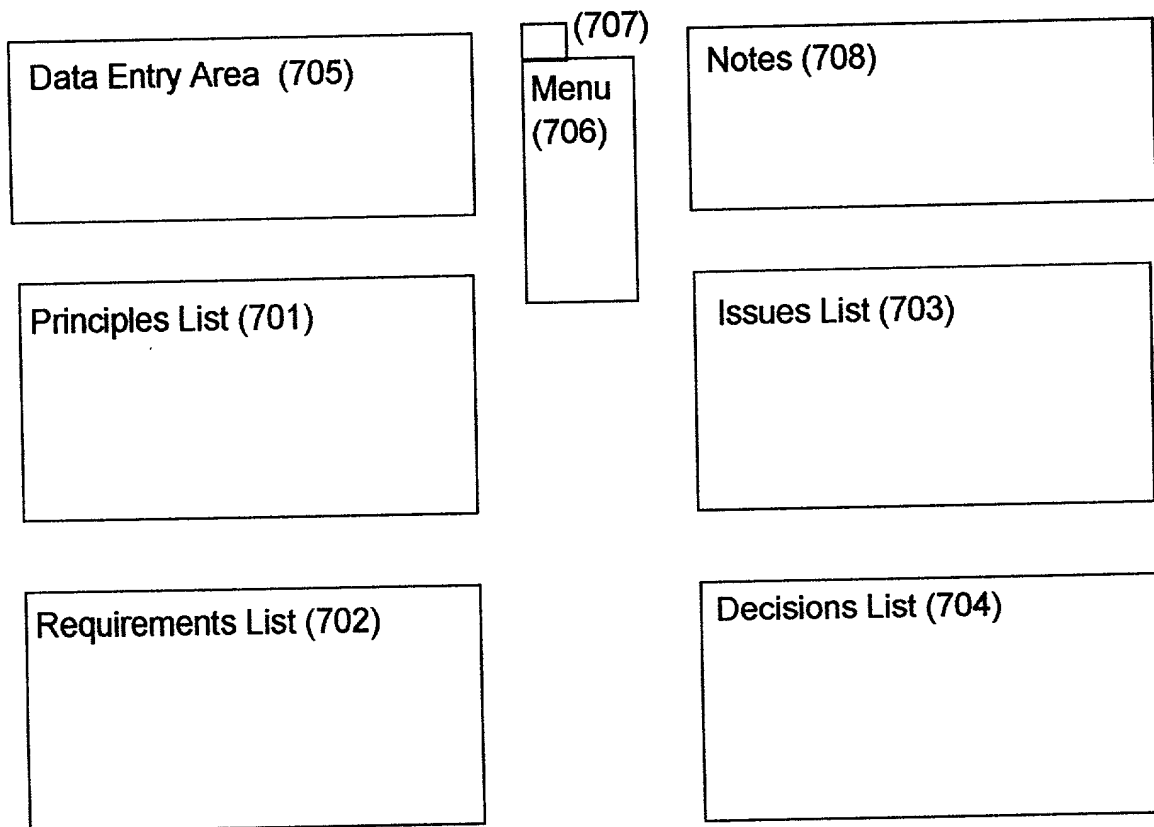 Data Entry Area (705)
(707)
Menu
(706)
Notes (708)
Principles List (701)
Issues List (703)
Requirements List (702)
Decisions List (704)